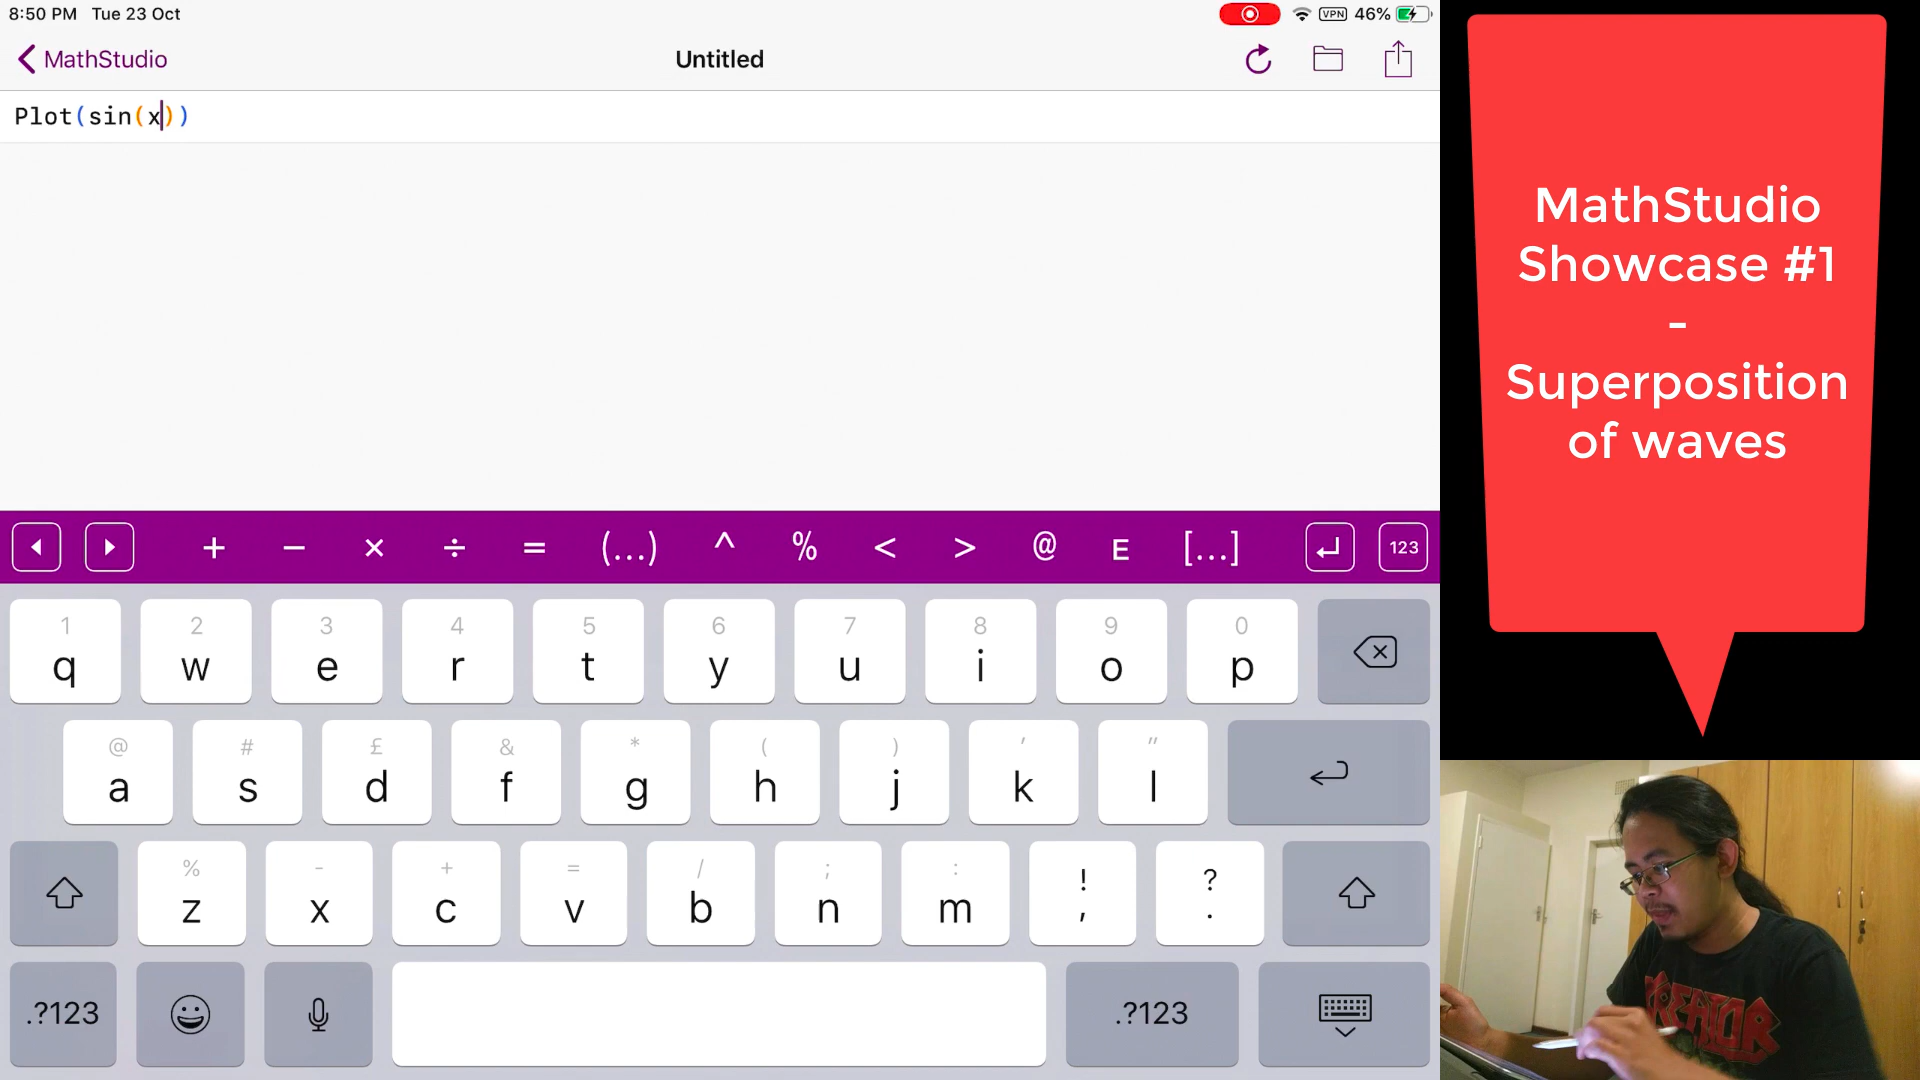 8:50 PM Tue 23 Oct
VPN 46%
MathStudio
Untitled
Plot(sin(x))
+ − × ÷ = (...) ^ % < > @ E [...] 123
1 2 3 4 5 6 7 8 9 0
q w e r t y u i o p
@ # £ & * ( ) ' "
a s d f g h j k l
% - + = / ; : ! ?
z x c v b n m , .
.?123 .?123
MathStudio
Showcase #1
-
Superposition
of waves
KREATOR